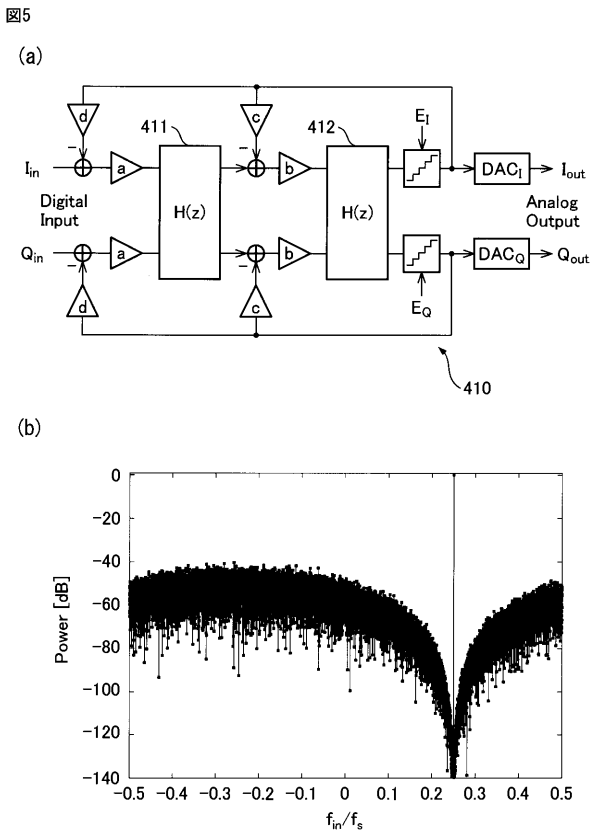 図5
(a)
d
c
E_I
411
412
I_in
a
b
DAC_I
I_out
Digital
Input
H(z)
H(z)
Analog
Output
Q_in
a
b
DAC_Q
Q_out
d
c
E_Q
410
(b)
0
-20
-40
-60
-80
-100
-120
-140
Power [dB]
-0.5 -0.4 -0.3 -0.2 -0.1 0 0.1 0.2 0.3 0.4 0.5
f_in/f_s